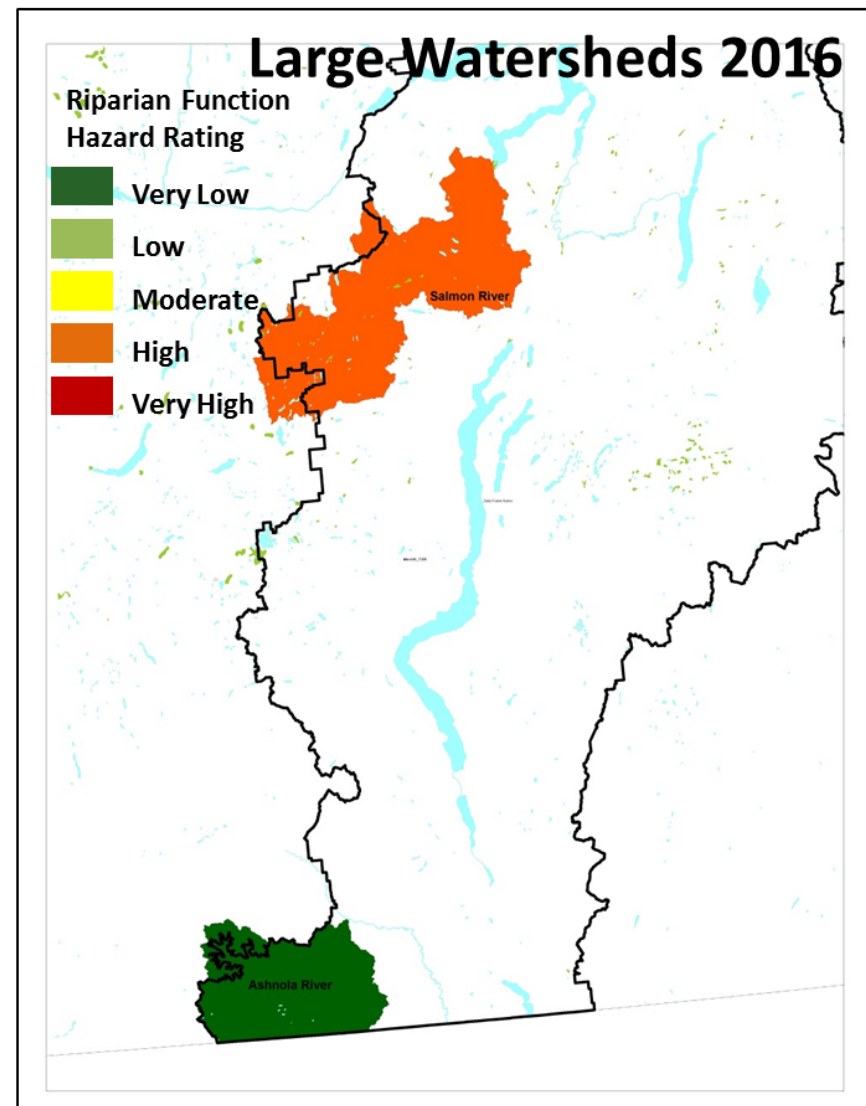 Large Watersheds 2016
Riparian Function
Hazard Rating
Very Low
Low
Moderate
High
Very High
Salmon River
Ashnola River